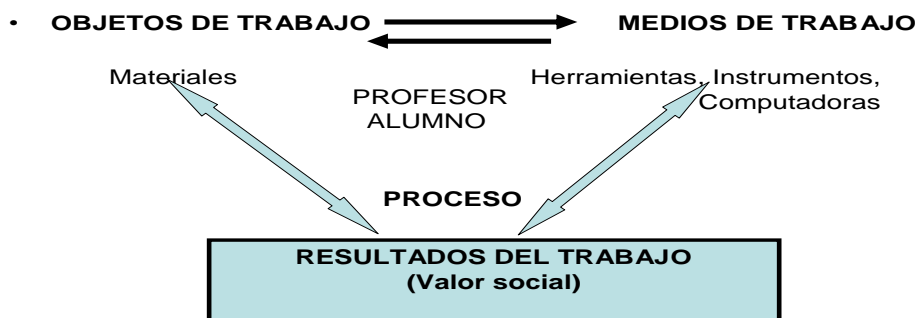 • OBJETOS DE TRABAJO MEDIOS DE TRABAJO
Materiales Herramientas, Instrumentos,
Computadoras
PROFESOR
ALUMNO
PROCESO
RESULTADOS DEL TRABAJO
(Valor social)